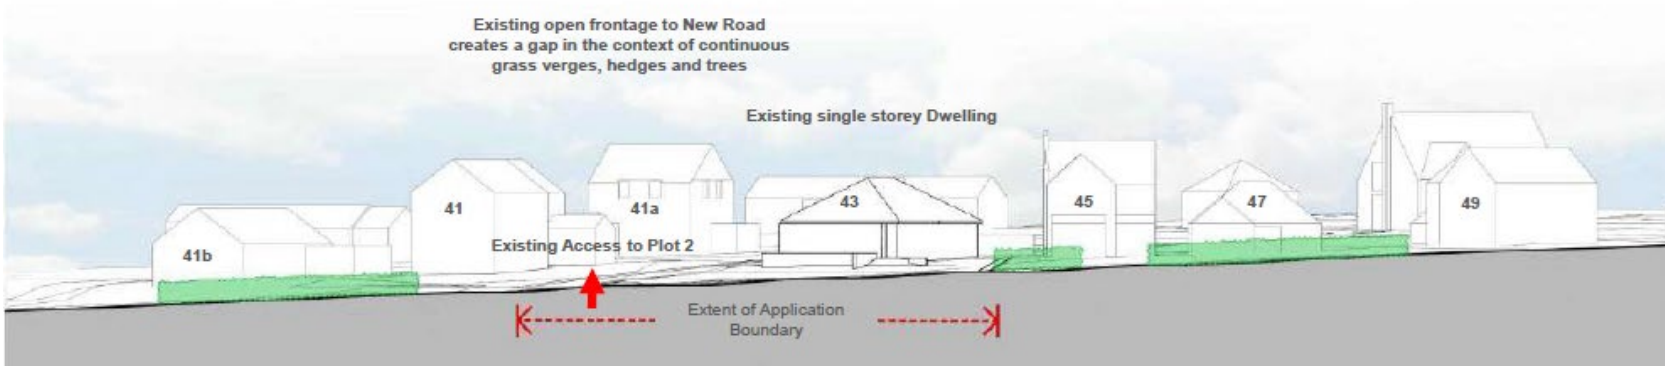 Existing open frontage to New Road
creates a gap in the context of continuous
grass verges, hedges and trees
Existing single storey Dwelling
41b
41
41a
43
45
47
49
Existing Access to Plot 2
Extent of Application
Boundary